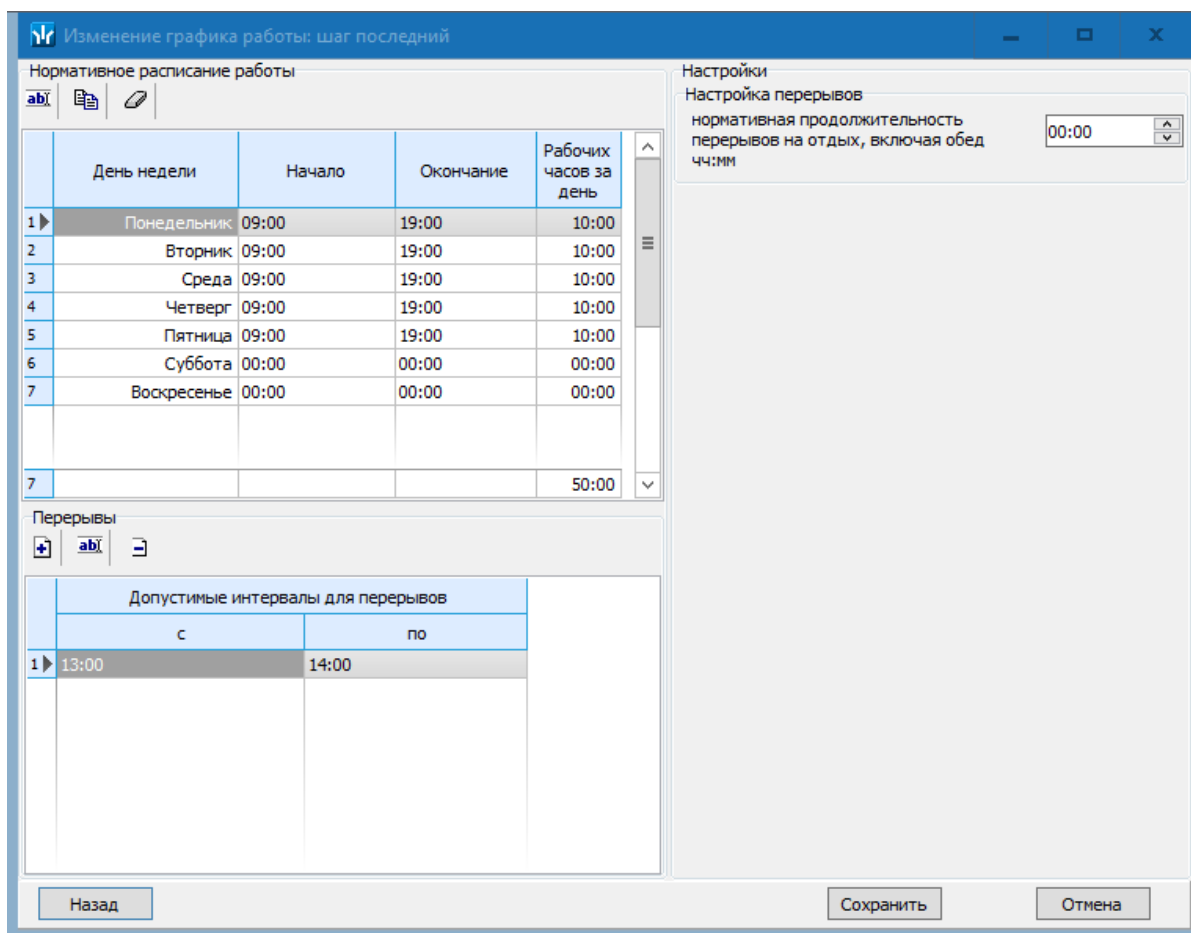 Изменение графика работы: шаг последний
Нормативное расписание работы
abI
День недели Начало Окончание Рабочих часов за день
1 Понедельник 09:00 19:00 10:00
2 Вторник 09:00 19:00 10:00
3 Среда 09:00 19:00 10:00
4 Четверг 09:00 19:00 10:00
5 Пятница 09:00 19:00 10:00
6 Суббота 00:00 00:00 00:00
7 Воскресенье 00:00 00:00 00:00
7 50:00
Перерывы
abI
Допустимые интервалы для перерывов
с по
1 13:00 14:00
Настройки
Настройка перерывов
нормативная продолжительность
перерывов на отдых, включая обед
чч:мм
00:00
Назад Сохранить Отмена